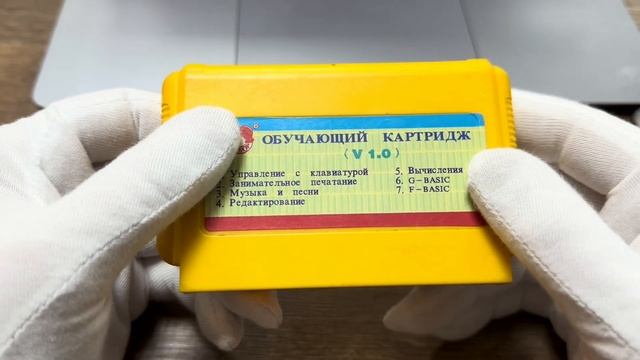 ОБУЧАЮЩИЙ КАРТРИДЖ
(V 1.0)
Управление с клавиатурой
2. Занимательное печатание
3. Музыка и песни
4. Редактирование
5. Вычисления
6. G-BASIC
7. F-BASIC